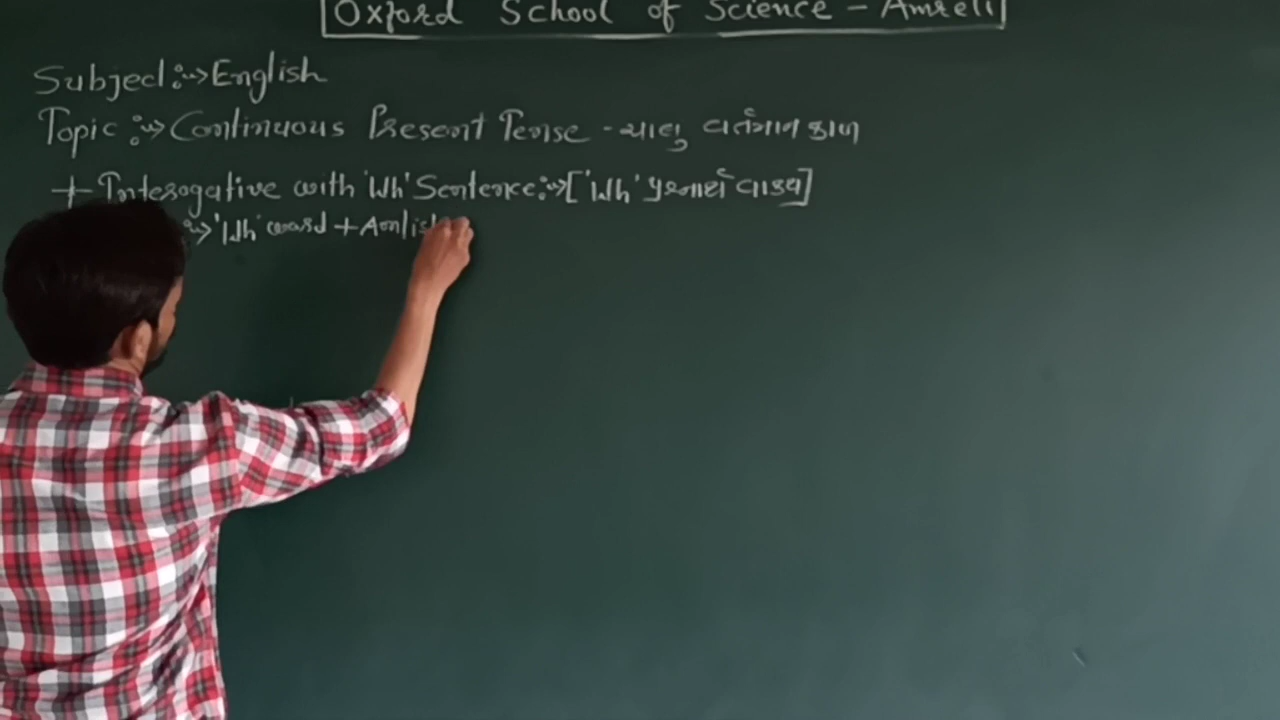 Oxford School of Science - Amreli
Subject :-> English
Topic :-> Continuous Present Tense - ચાલુ વર્તમાન કાળ
+ Interogative with 'Wh' Sentence :-> ['Wh' પ્રશ્નાર્થ વાક્ય]
:-> 'Wh' word + Am/is